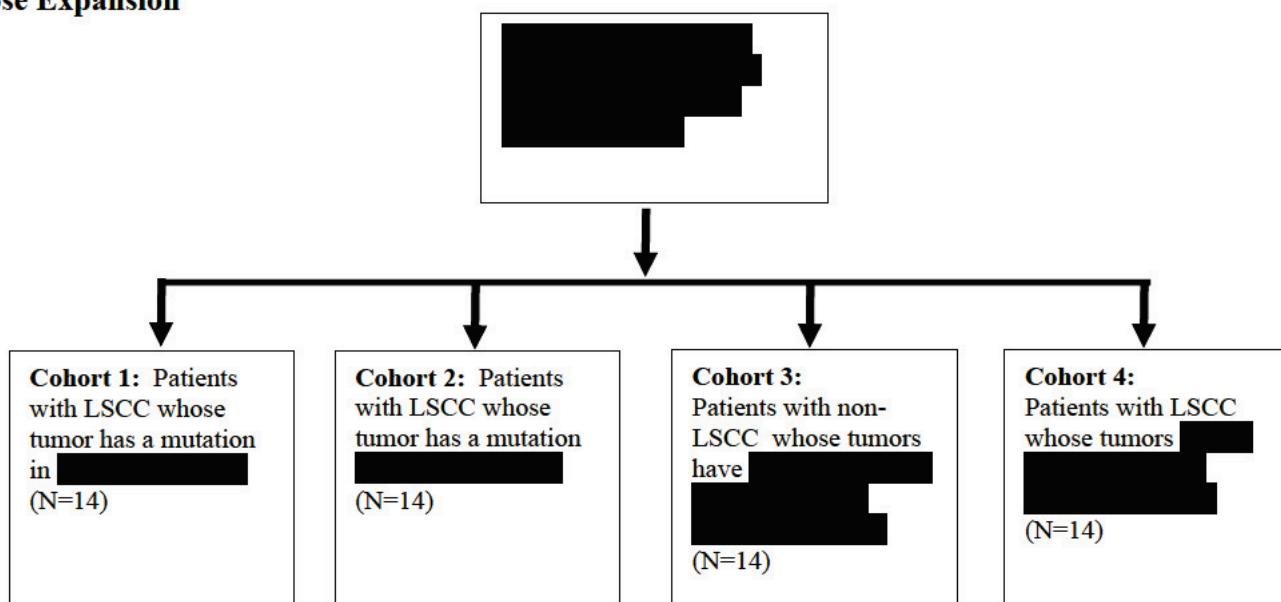 ose Expansion
Cohort 1: Patients
with LSCC whose
tumor has a mutation
in
(N=14)
Cohort 2: Patients
with LSCC whose
tumor has a mutation
(N=14)
Cohort 3:
Patients with non-
LSCC whose tumors
have
(N=14)
Cohort 4:
Patients with LSCC
whose tumors
(N=14)